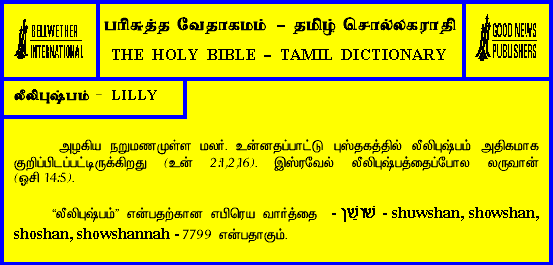 BELLWETHER
INTERNATIONAL
பரிசுத்த வேதாகமம் – தமிழ் சொல்லகராதி
THE HOLY BIBLE – TAMIL DICTIONARY
GOOD NEWS
PUBLISHERS
லீலிபுஷ்பம் - LILLY
அழகிய நறுமணமுள்ள மலர். உன்னதப்பாட்டு புஸ்தகத்தில் லீலிபுஷ்பம் அதிகமாக
குறிப்பிடப்பட்டிருக்கிறது (உன் 2:1,2,16). இஸ்ரவேல் லீலிபுஷ்பத்தைப்போல லருவான்
(ஓசி 14:5).
“லீலிபுஷ்பம்” என்பதற்கான எபிரெய வார்த்தை - שׁוּשַׁן - shuwshan, showshan,
shoshan, showshannah - 7799 என்பதாகும்.